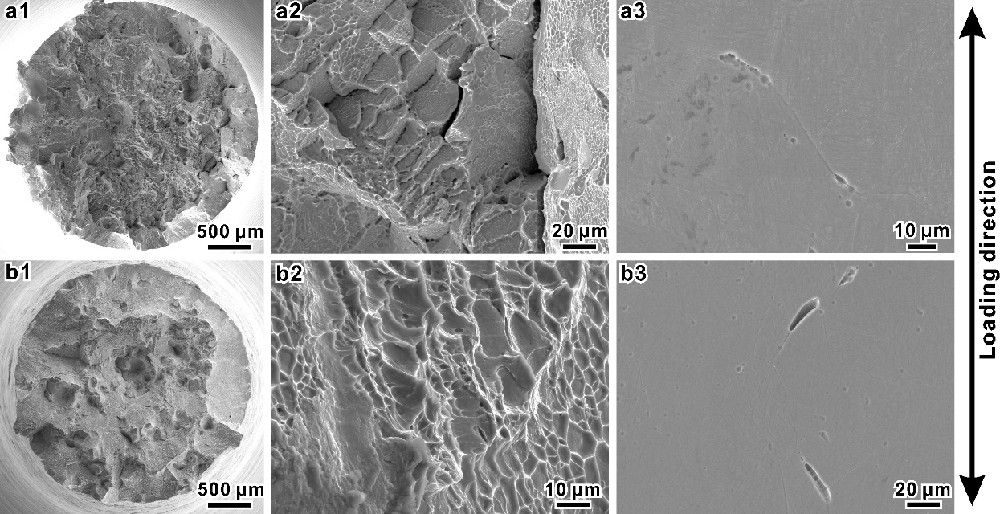 a1
500 μm
a2
20 μm
a3
10 μm
b1
500 μm
b2
10 μm
b3
20 μm
Loading direction